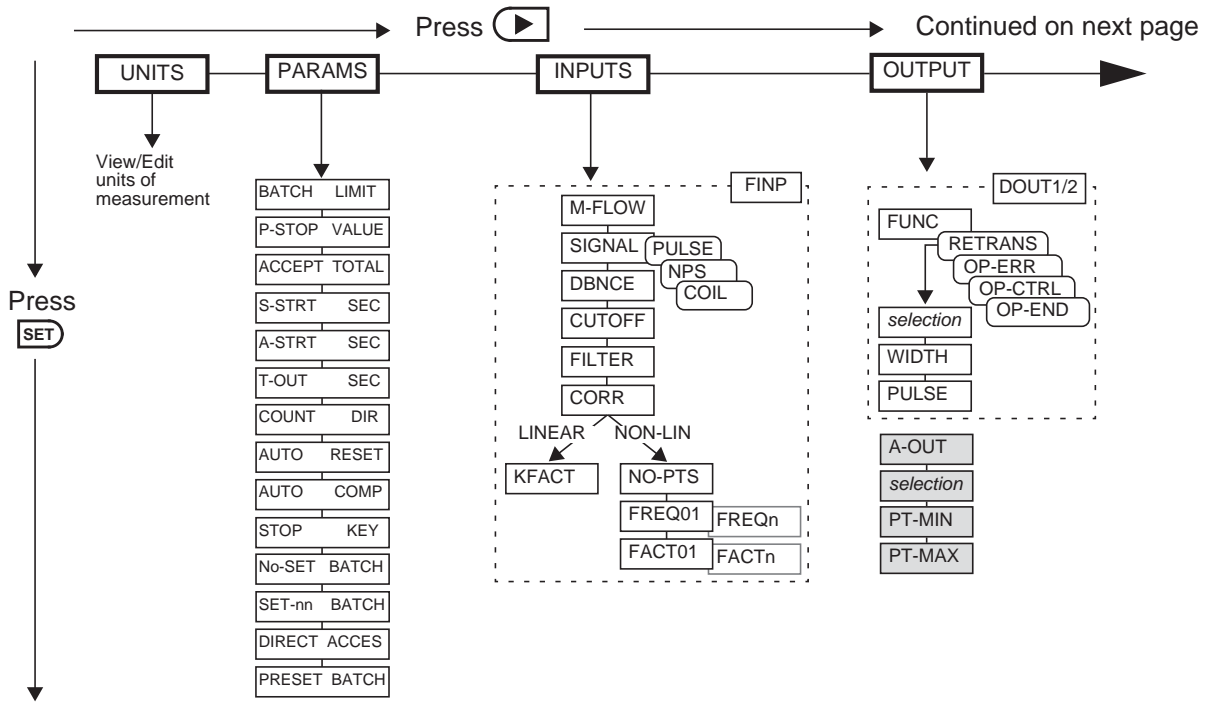 Press
Continued on next page
UNITS
PARAMS
INPUTS
OUTPUT
Press
SET
View/Edit
units of
measurement
BATCH LIMIT
P-STOP VALUE
ACCEPT TOTAL
S-STRT SEC
A-STRT SEC
T-OUT SEC
COUNT DIR
AUTO RESET
AUTO COMP
STOP KEY
No-SET BATCH
SET-nn BATCH
DIRECT ACCES
PRESET BATCH
FINP
M-FLOW
SIGNAL
PULSE
NPS
COIL
DBNCE
CUTOFF
FILTER
CORR
LINEAR
NON-LIN
KFACT
NO-PTS
FREQ01
FREQn
FACT01
FACTn
DOUT1/2
FUNC
RETRANS
OP-ERR
OP-CTRL
OP-END
selection
WIDTH
PULSE
A-OUT
selection
PT-MIN
PT-MAX